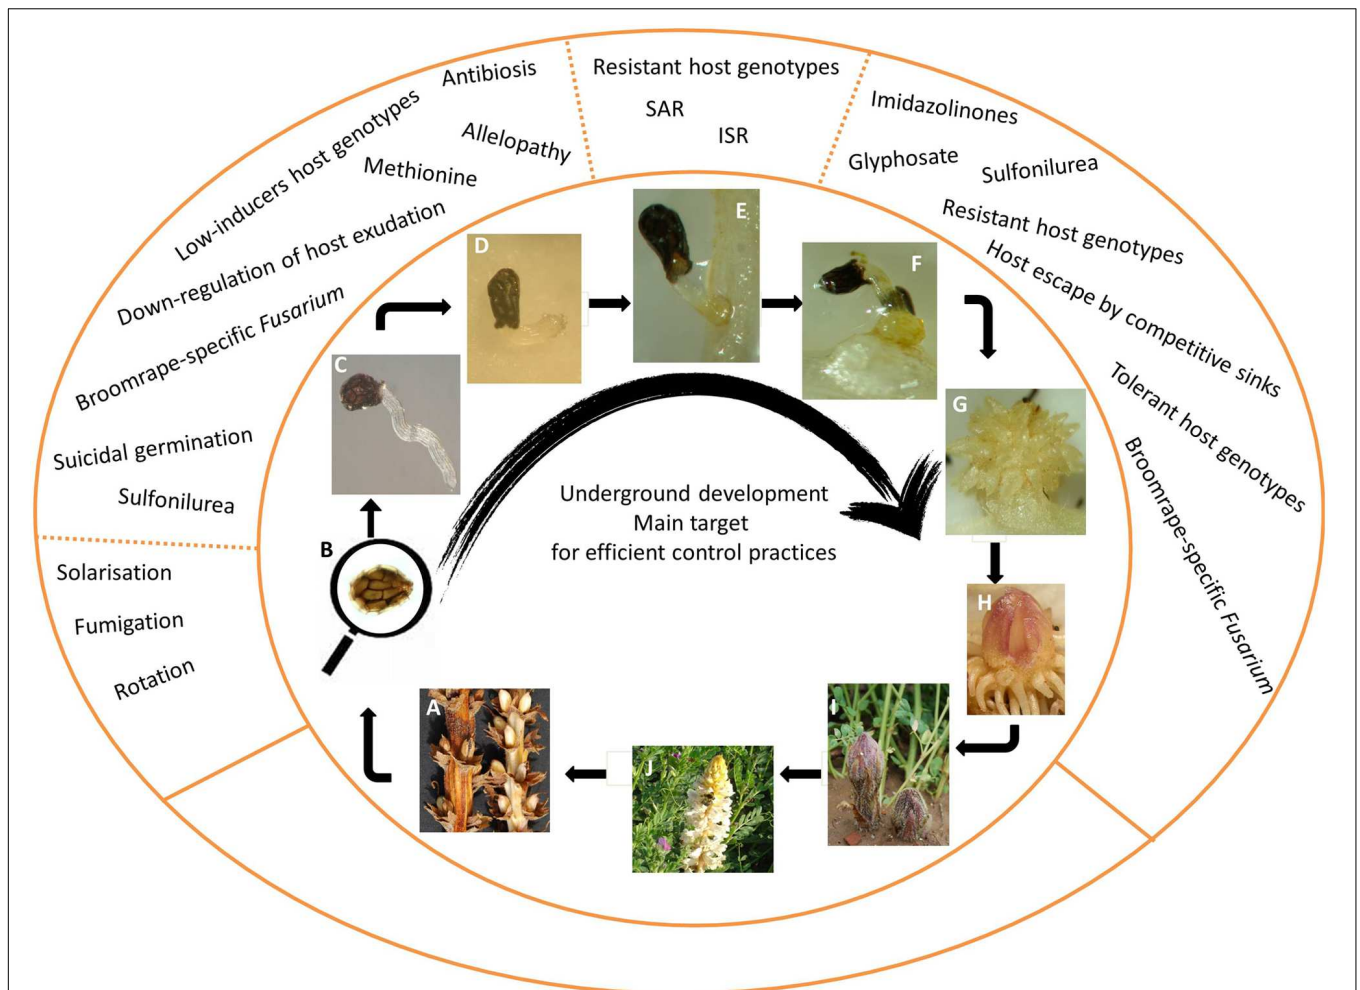 Antibiosis
Low-inducers host genotypes
Allelopathy
Methionine
Down-regulation of host exudation
Broomrape-specific Fusarium
Suicidal germination
Sulfonilurea
Solarisation
Fumigation
Rotation
Resistant host genotypes
SAR
ISR
Imidazolinones
Glyphosate
Sulfonilurea
Resistant host genotypes
Host escape by competitive sinks
Tolerant host genotypes
Broomrape-specific Fusarium
A
B
C
D
E
F
G
H
I
J
Underground development
Main target
for efficient control practices